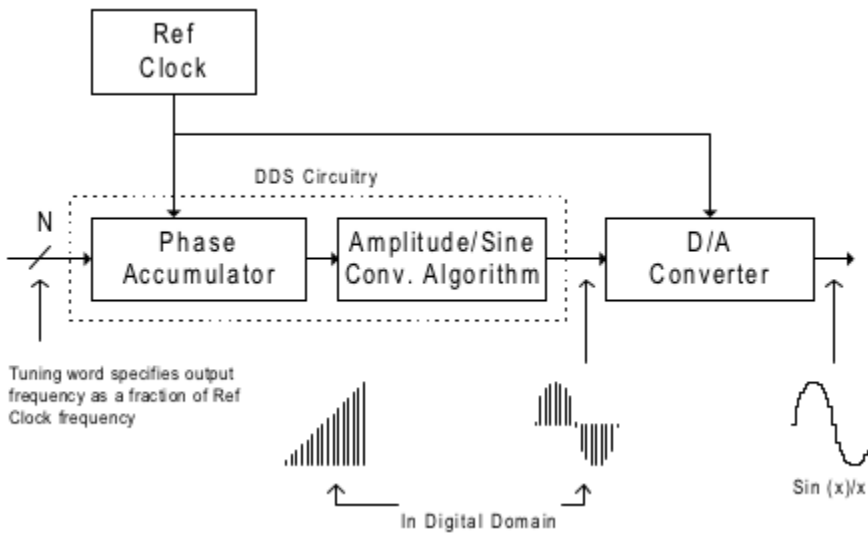 Ref
Clock
DDS Circuitry
N
Phase
Accumulator
Amplitude/Sine
Conv. Algorithm
D/A
Converter
Tuning word specifies output
frequency as a fraction of Ref
Clock frequency
In Digital Domain
Sin (x)/x